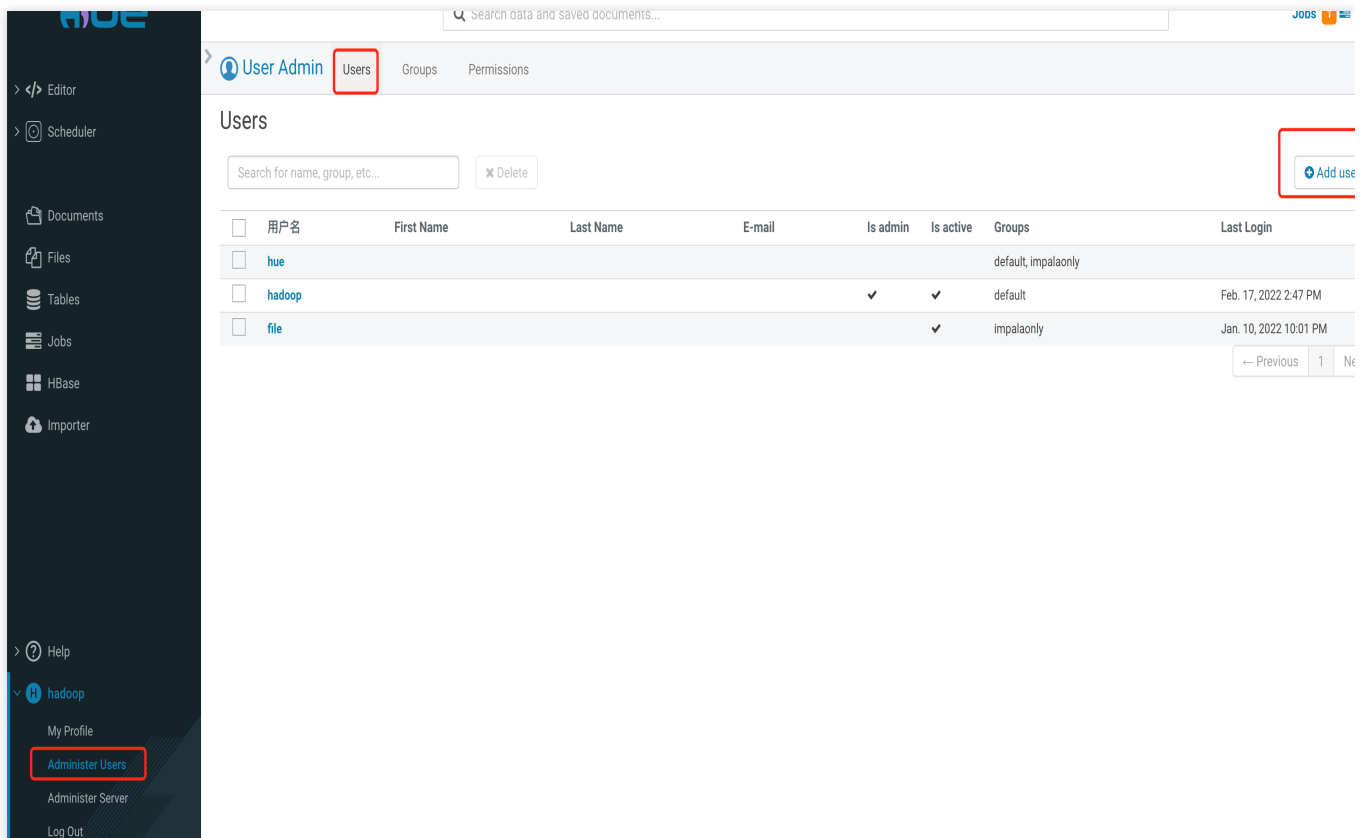 Search data and saved documents...
Jobs
User Admin Users Groups Permissions
Editor
Scheduler
Documents
Files
Tables
Jobs
HBase
Importer
Help
H hadoop
My Profile
Administer Users
Administer Server
Log Out
Users
Search for name, group, etc... Delete
Add use
用户名 First Name Last Name E-mail Is admin Is active Groups Last Login
hue default, impalaonly
hadoop default Feb. 17, 2022 2:47 PM
file impalaonly Jan. 10, 2022 10:01 PM
← Previous 1 Ne